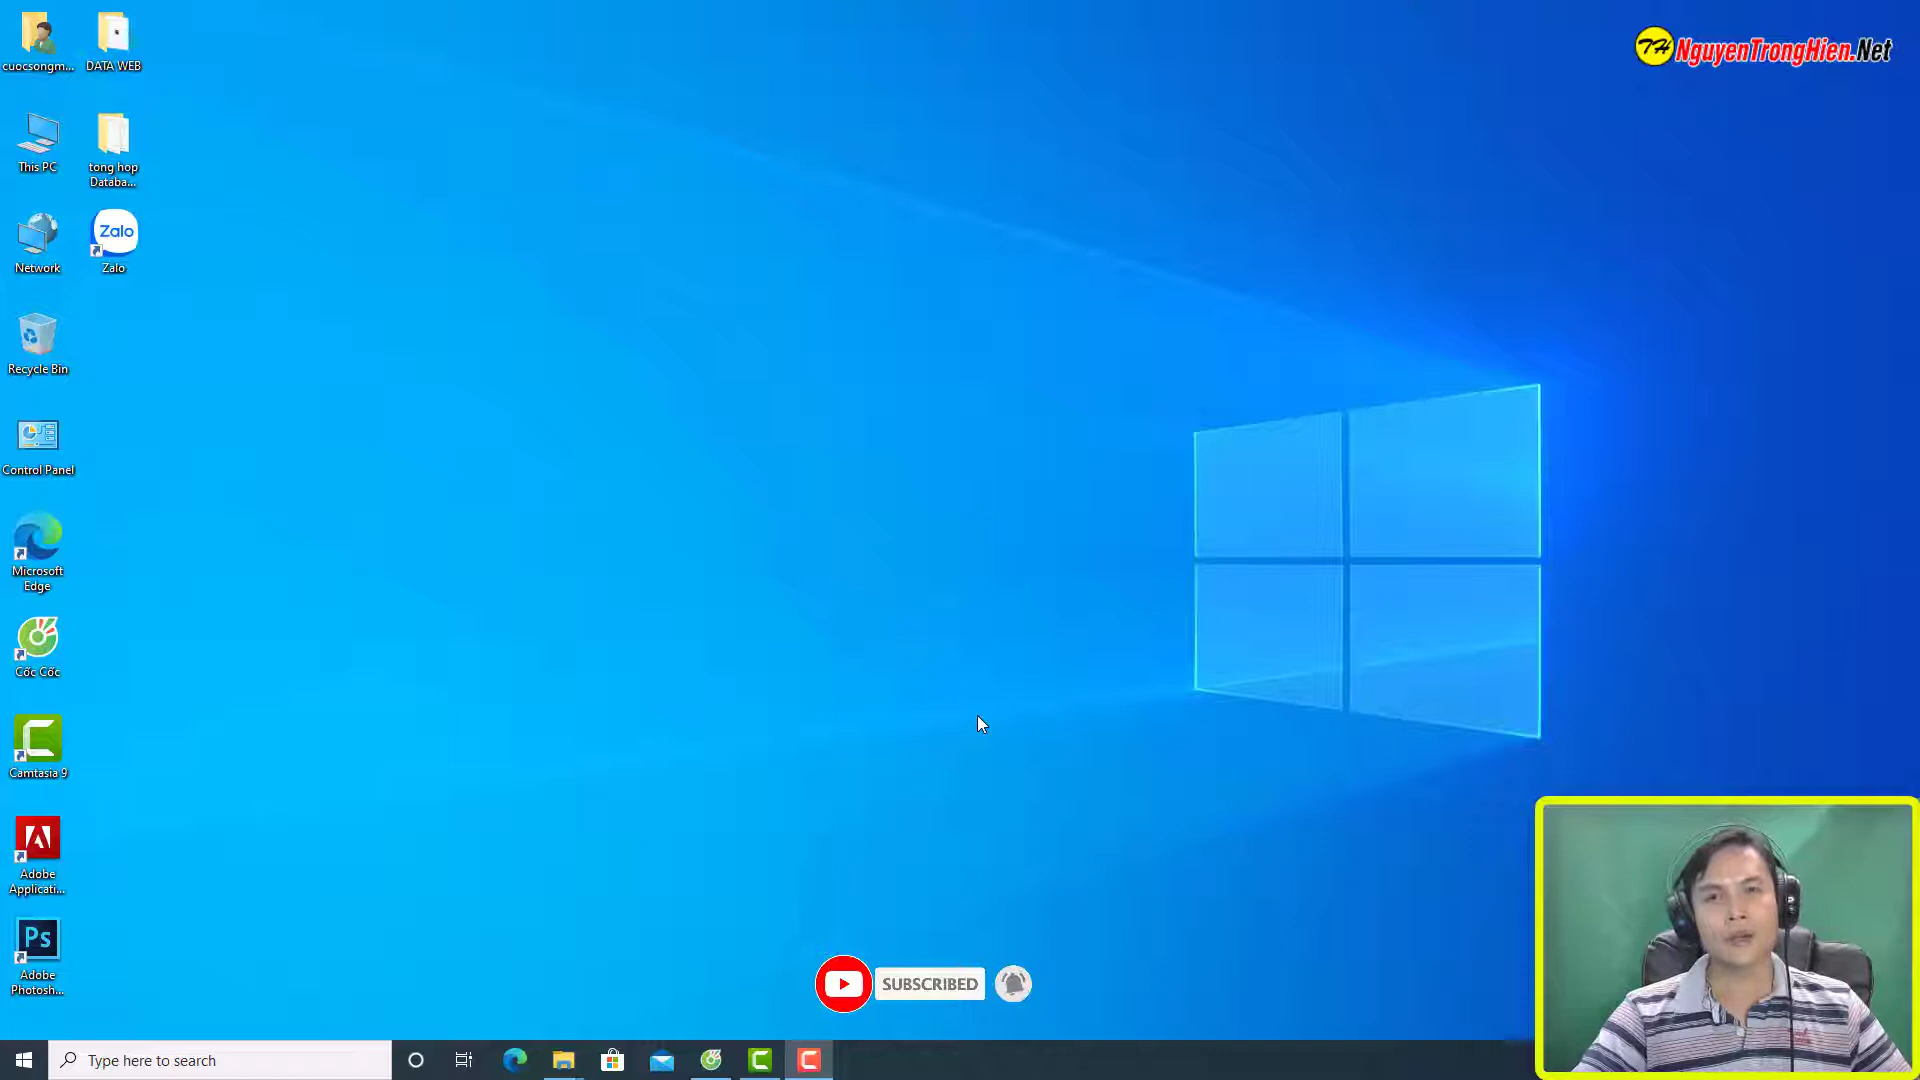 cuocsongm...
DATA WEB
TH NguyenTrongHien.Net
This PC
tong hop
Databa...
Zalo
Network
Zalo
Recycle Bin
Control Panel
Microsoft
Edge
Cốc Cốc
Camtasia 9
Adobe
Applicati...
Ps
Adobe
Photosh...
SUBSCRIBED
Type here to search